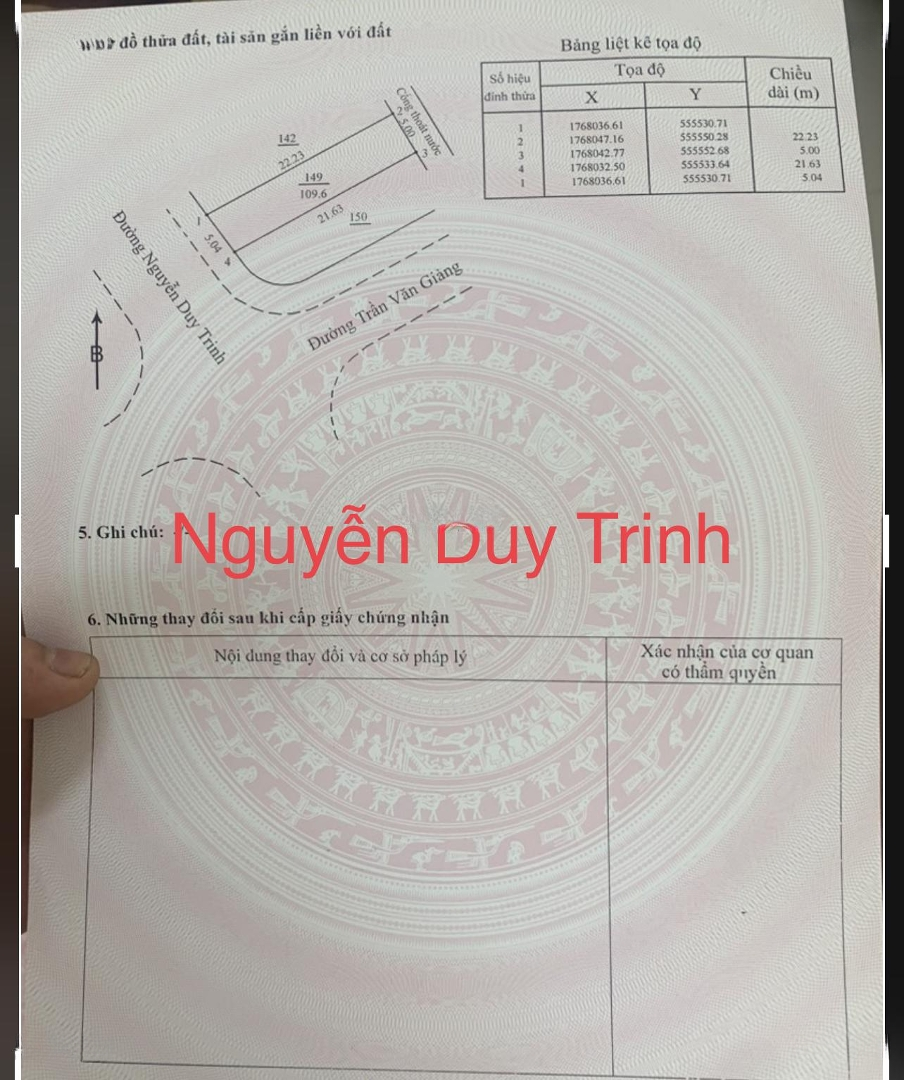 đồ thửa đất, tài sản gắn liền với đất
Bảng liệt kê tọa độ
Số hiệu đỉnh thửa | Tọa độ | Chiều dài (m)
X | Y
1 | 1768036.61 | 555530.71
22.23
2 | 1768047.16 | 555550.28
5.00
3 | 1768042.77 | 555552.68
21.63
4 | 1768032.50 | 555533.64
5.04
1 | 1768036.61 | 555530.71
Cống thoát nước
2
5.00
3
142
22.23
149
109.6
21.63
150
1
5.04
4
Đường Nguyễn Duy Trinh
Đường Trần Văn Giảng
B
5. Ghi chú: --
Nguyễn Duy Trinh
6. Những thay đổi sau khi cấp giấy chứng nhận
Nội dung thay đổi và cơ sở pháp lý
Xác nhận của cơ quan
có thẩm quyền